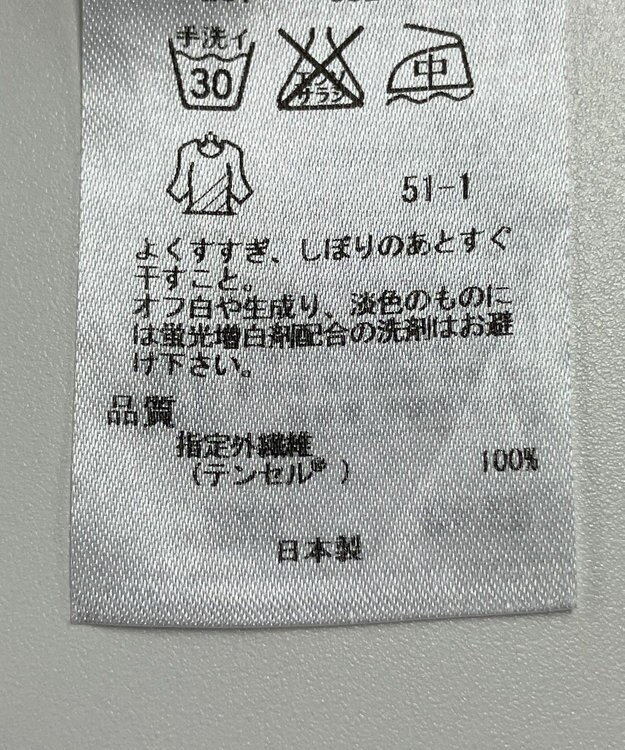 手洗イ
30
エンソ
サラシ
中
51-1
よくすすぎ、しぼりのあとすぐ
干すこと。
オフ白や生成り、淡色のものに
は蛍光増白剤配合の洗剤はお避
け下さい。
品質
指定外繊維
(テンセル® ) 100%
日本製